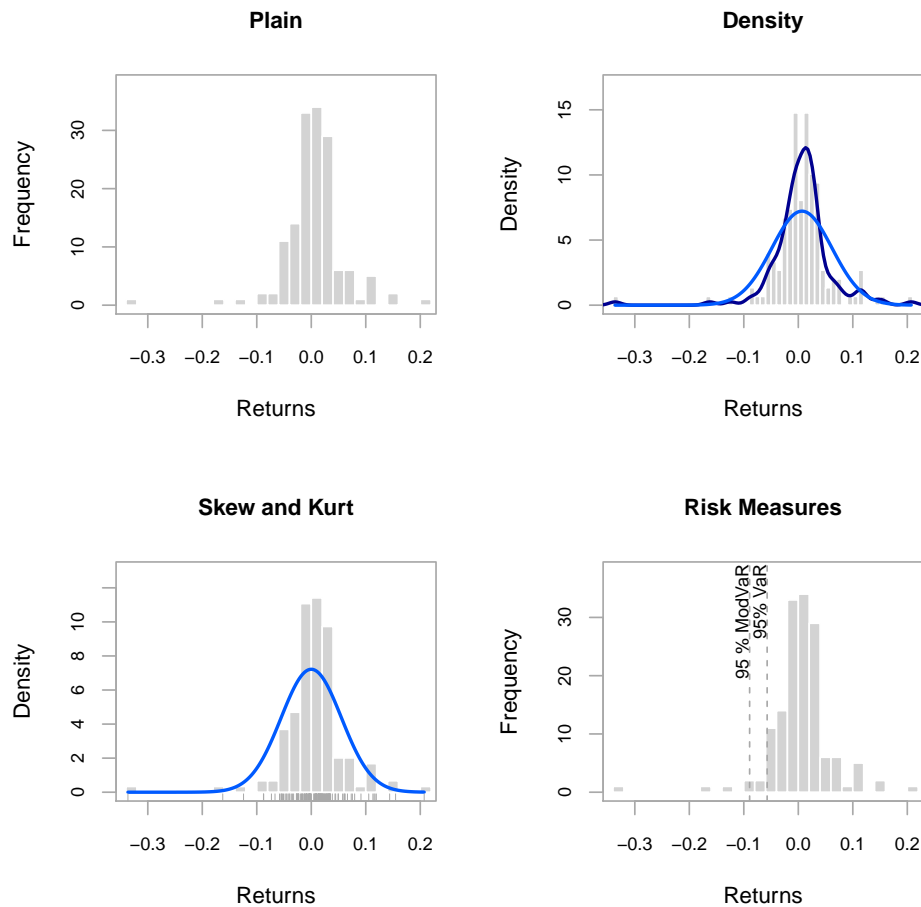 Plain
Frequency
30
20
10
0
−0.3 −0.2 −0.1 0.0 0.1 0.2
Returns
Density
Density
15
10
5
0
−0.3 −0.2 −0.1 0.0 0.1 0.2
Returns
Skew and Kurt
Density
10
8
6
4
2
0
−0.3 −0.2 −0.1 0.0 0.1 0.2
Returns
Risk Measures
Frequency
30
20
10
0
95 % ModVaR
95% VaR
−0.3 −0.2 −0.1 0.0 0.1 0.2
Returns